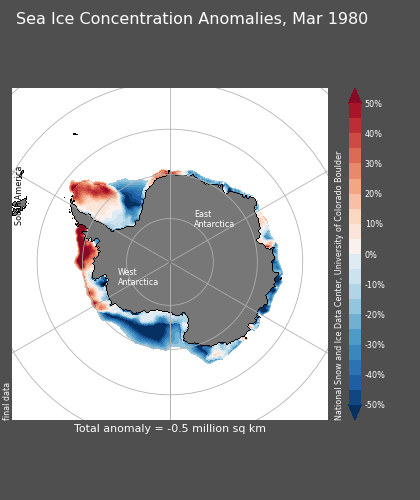 Sea Ice Concentration Anomalies, Mar 1980
South America
East
Antarctica
West
Antarctica
final data
50%
40%
30%
20%
10%
0%
-10%
-20%
-30%
-40%
-50%
National Snow and Ice Data Center, University of Colorado Boulder
Total anomaly = -0.5 million sq km